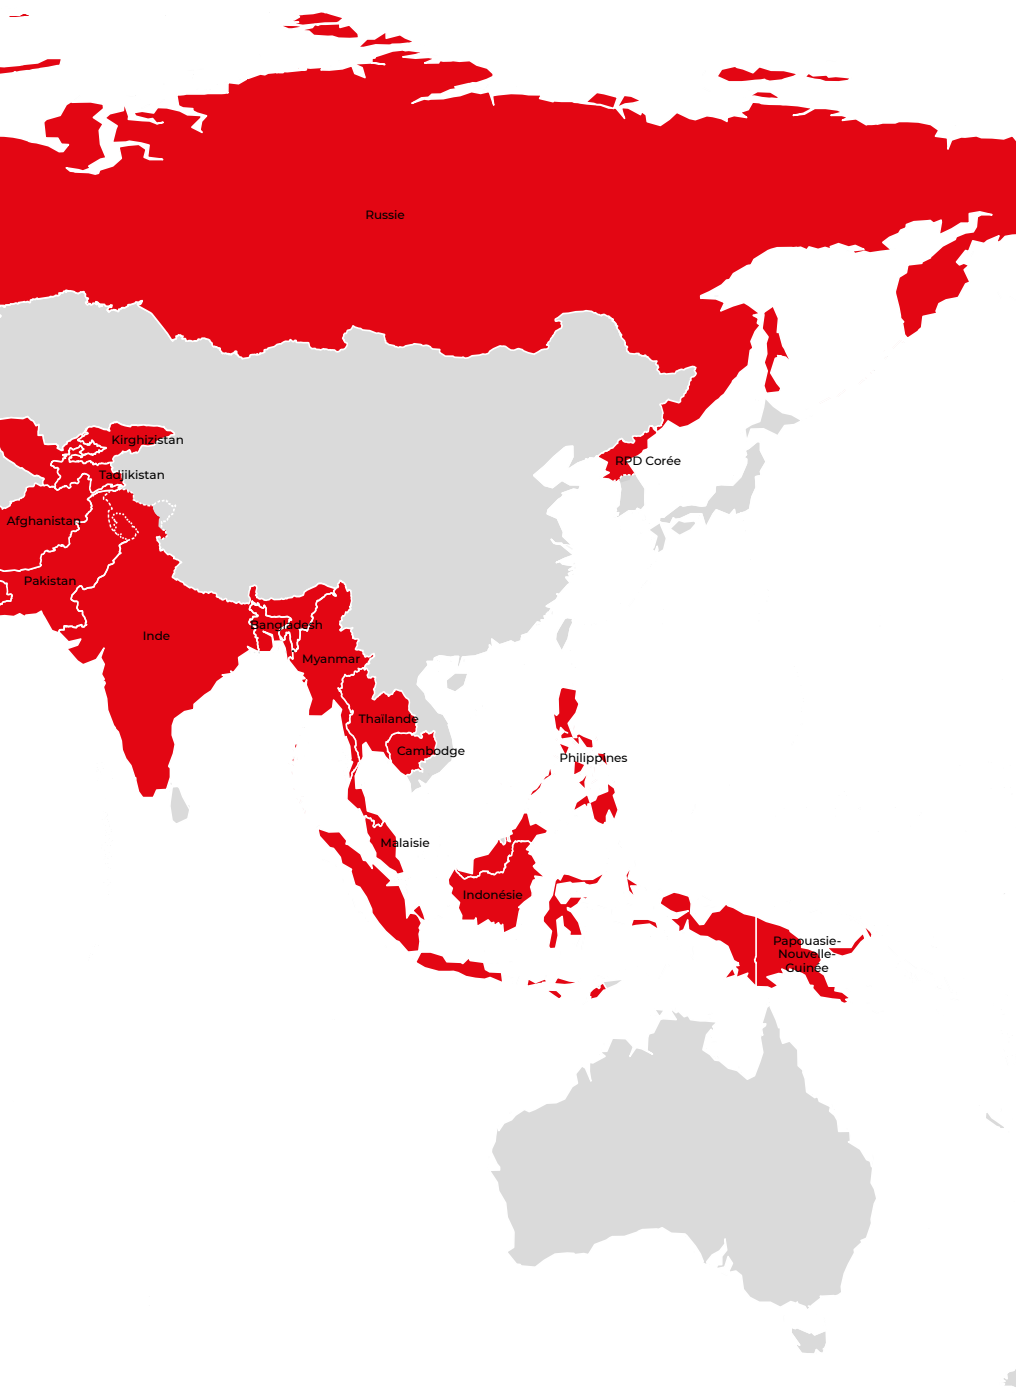 Russie
Kirghizistan
RPD Corée
Tadjikistan
Afghanistan
Pakistan
Bangladesh
Inde
Myanmar
Thaïlande
Cambodge
Philippines
Malaisie
Indonésie
Papouasie-
Nouvelle-
Guinée